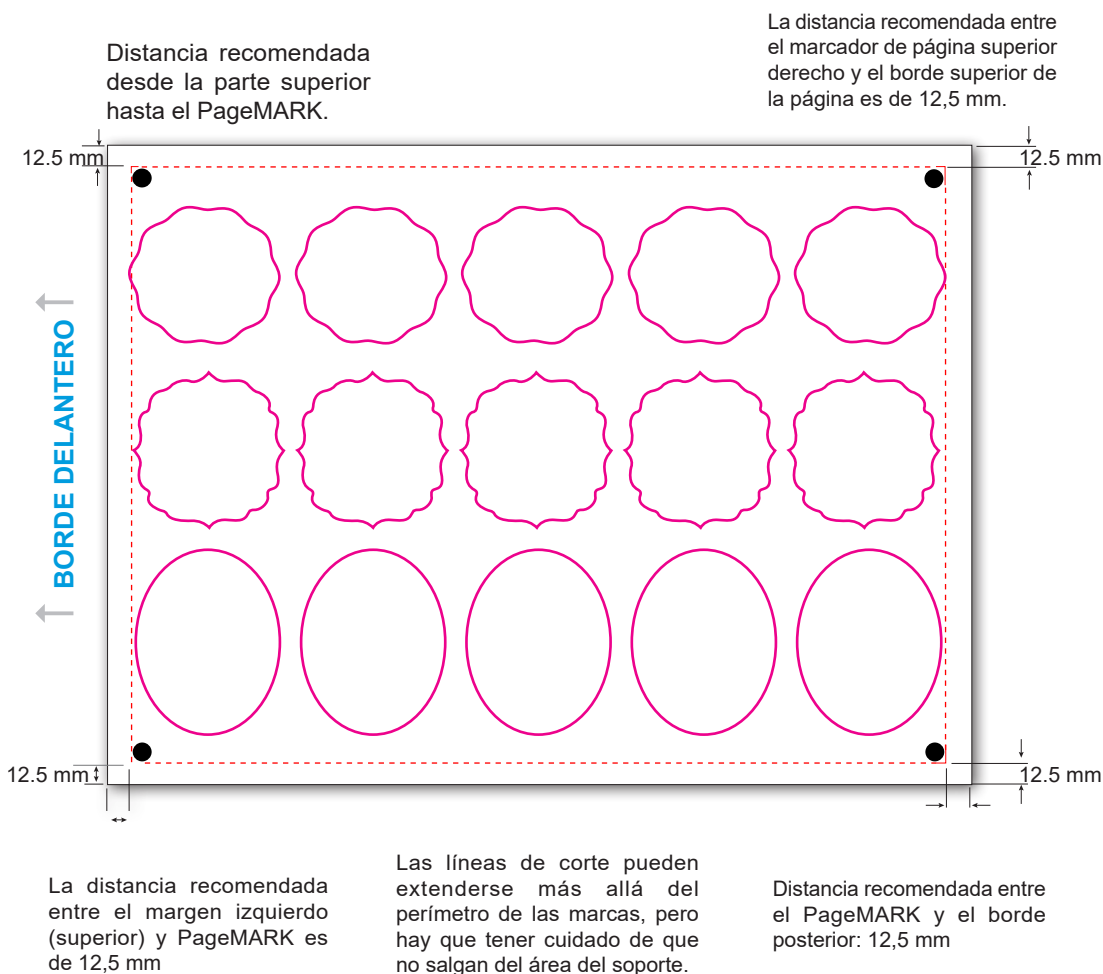 La distancia recomendada entre
el marcador de página superior
derecho y el borde superior de
la página es de 12,5 mm.
Distancia recomendada
desde la parte superior
hasta el PageMARK.
12.5 mm
12.5 mm
BORDE DELANTERO
12.5 mm
12.5 mm
La distancia recomendada
entre el margen izquierdo
(superior) y PageMARK es
de 12,5 mm
Las líneas de corte pueden
extenderse más allá del
perímetro de las marcas, pero
hay que tener cuidado de que
no salgan del área del soporte.
Distancia recomendada entre
el PageMARK y el borde
posterior: 12,5 mm